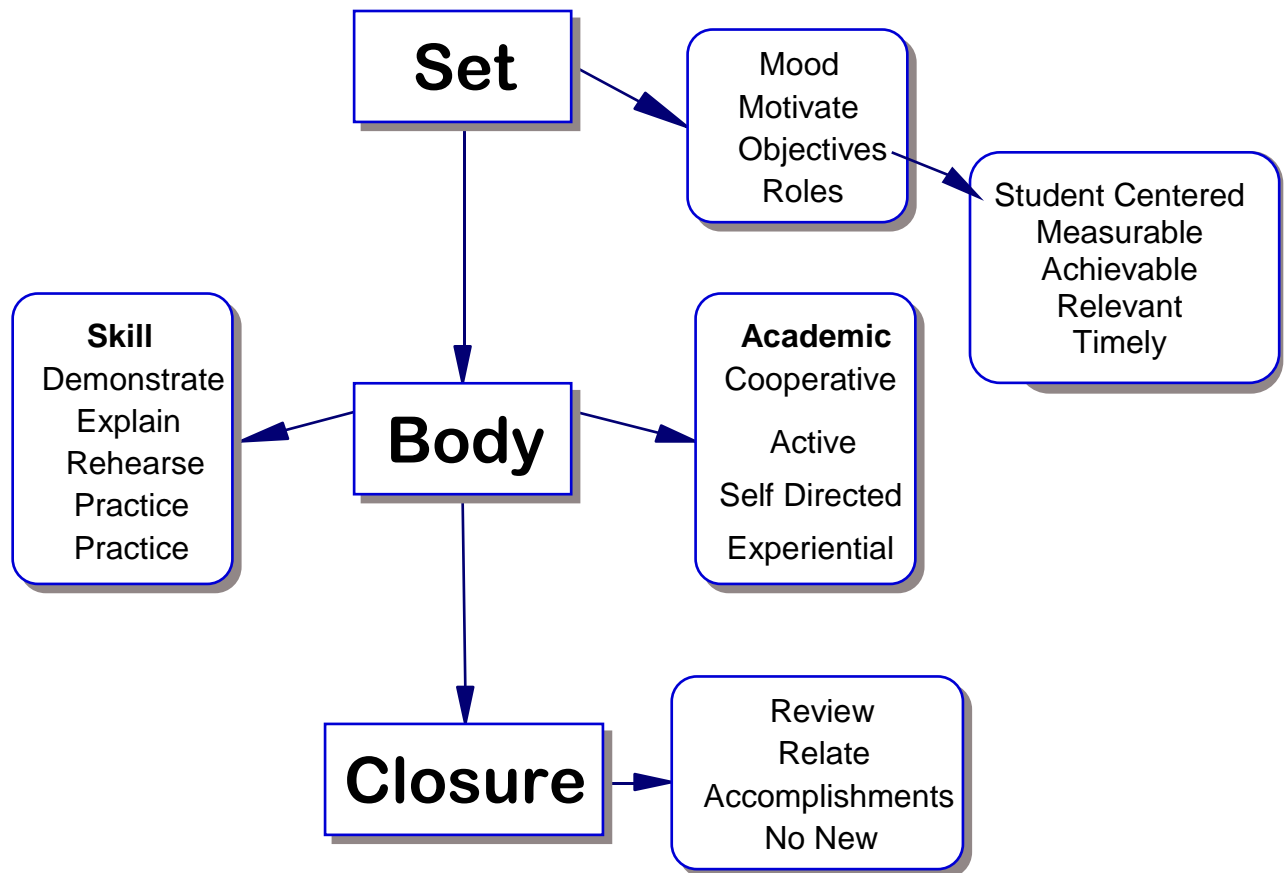 Set
Mood
Motivate
Objectives
Roles
Student Centered
Measurable
Achievable
Relevant
Timely
Skill
Demonstrate
Explain
Rehearse
Practice
Practice
Body
Academic
Cooperative
Active
Self Directed
Experiential
Closure
Review
Relate
Accomplishments
No New